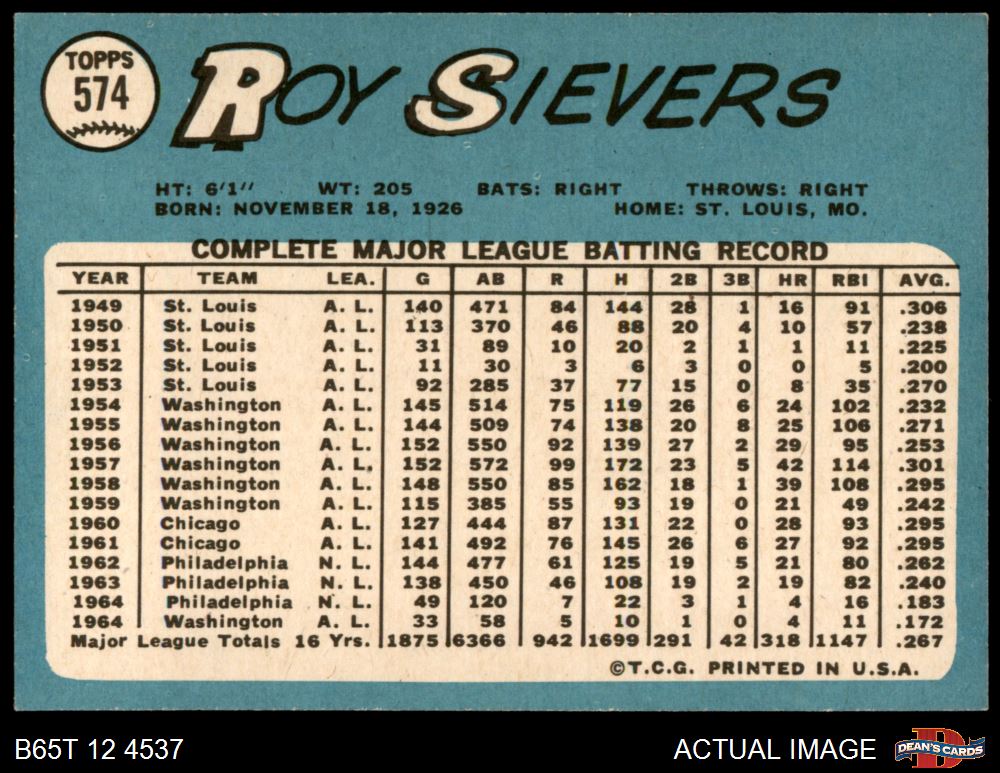 TOPPS
574
ROY SIEVERS
HT: 6'1" WT: 205 BATS: RIGHT THROWS: RIGHT
BORN: NOVEMBER 18, 1926 HOME: ST. LOUIS, MO.
COMPLETE MAJOR LEAGUE BATTING RECORD
YEAR TEAM LEA. G AB R H 2B 3B HR RBI AVG.
1949 St. Louis A. L. 140 471 84 144 28 1 16 91 .306
1950 St. Louis A. L. 113 370 46 88 20 4 10 57 .238
1951 St. Louis A. L. 31 89 10 20 2 1 1 11 .225
1952 St. Louis A. L. 11 30 3 6 3 0 0 5 .200
1953 St. Louis A. L. 92 285 37 77 15 0 8 35 .270
1954 Washington A. L. 145 514 75 119 26 6 24 102 .232
1955 Washington A. L. 144 509 74 138 20 8 25 106 .271
1956 Washington A. L. 152 550 92 139 27 2 29 95 .253
1957 Washington A. L. 152 572 99 172 23 5 42 114 .301
1958 Washington A. L. 148 550 85 162 18 1 39 108 .295
1959 Washington A. L. 115 385 55 93 19 0 21 49 .242
1960 Chicago A. L. 127 444 87 131 22 0 28 93 .295
1961 Chicago A. L. 141 492 76 145 26 6 27 92 .295
1962 Philadelphia N. L. 144 477 61 125 19 5 21 80 .262
1963 Philadelphia N. L. 138 450 46 108 19 2 19 82 .240
1964 Philadelphia N. L. 49 120 7 22 3 1 4 16 .183
1964 Washington A. L. 33 58 5 10 1 0 4 11 .172
Major League Totals 16 Yrs. 1875 6366 942 1699 291 42 318 1147 .267
©T.C.G. PRINTED IN U.S.A.
B65T 12 4537 ACTUAL IMAGE
D
DEAN'S CARDS